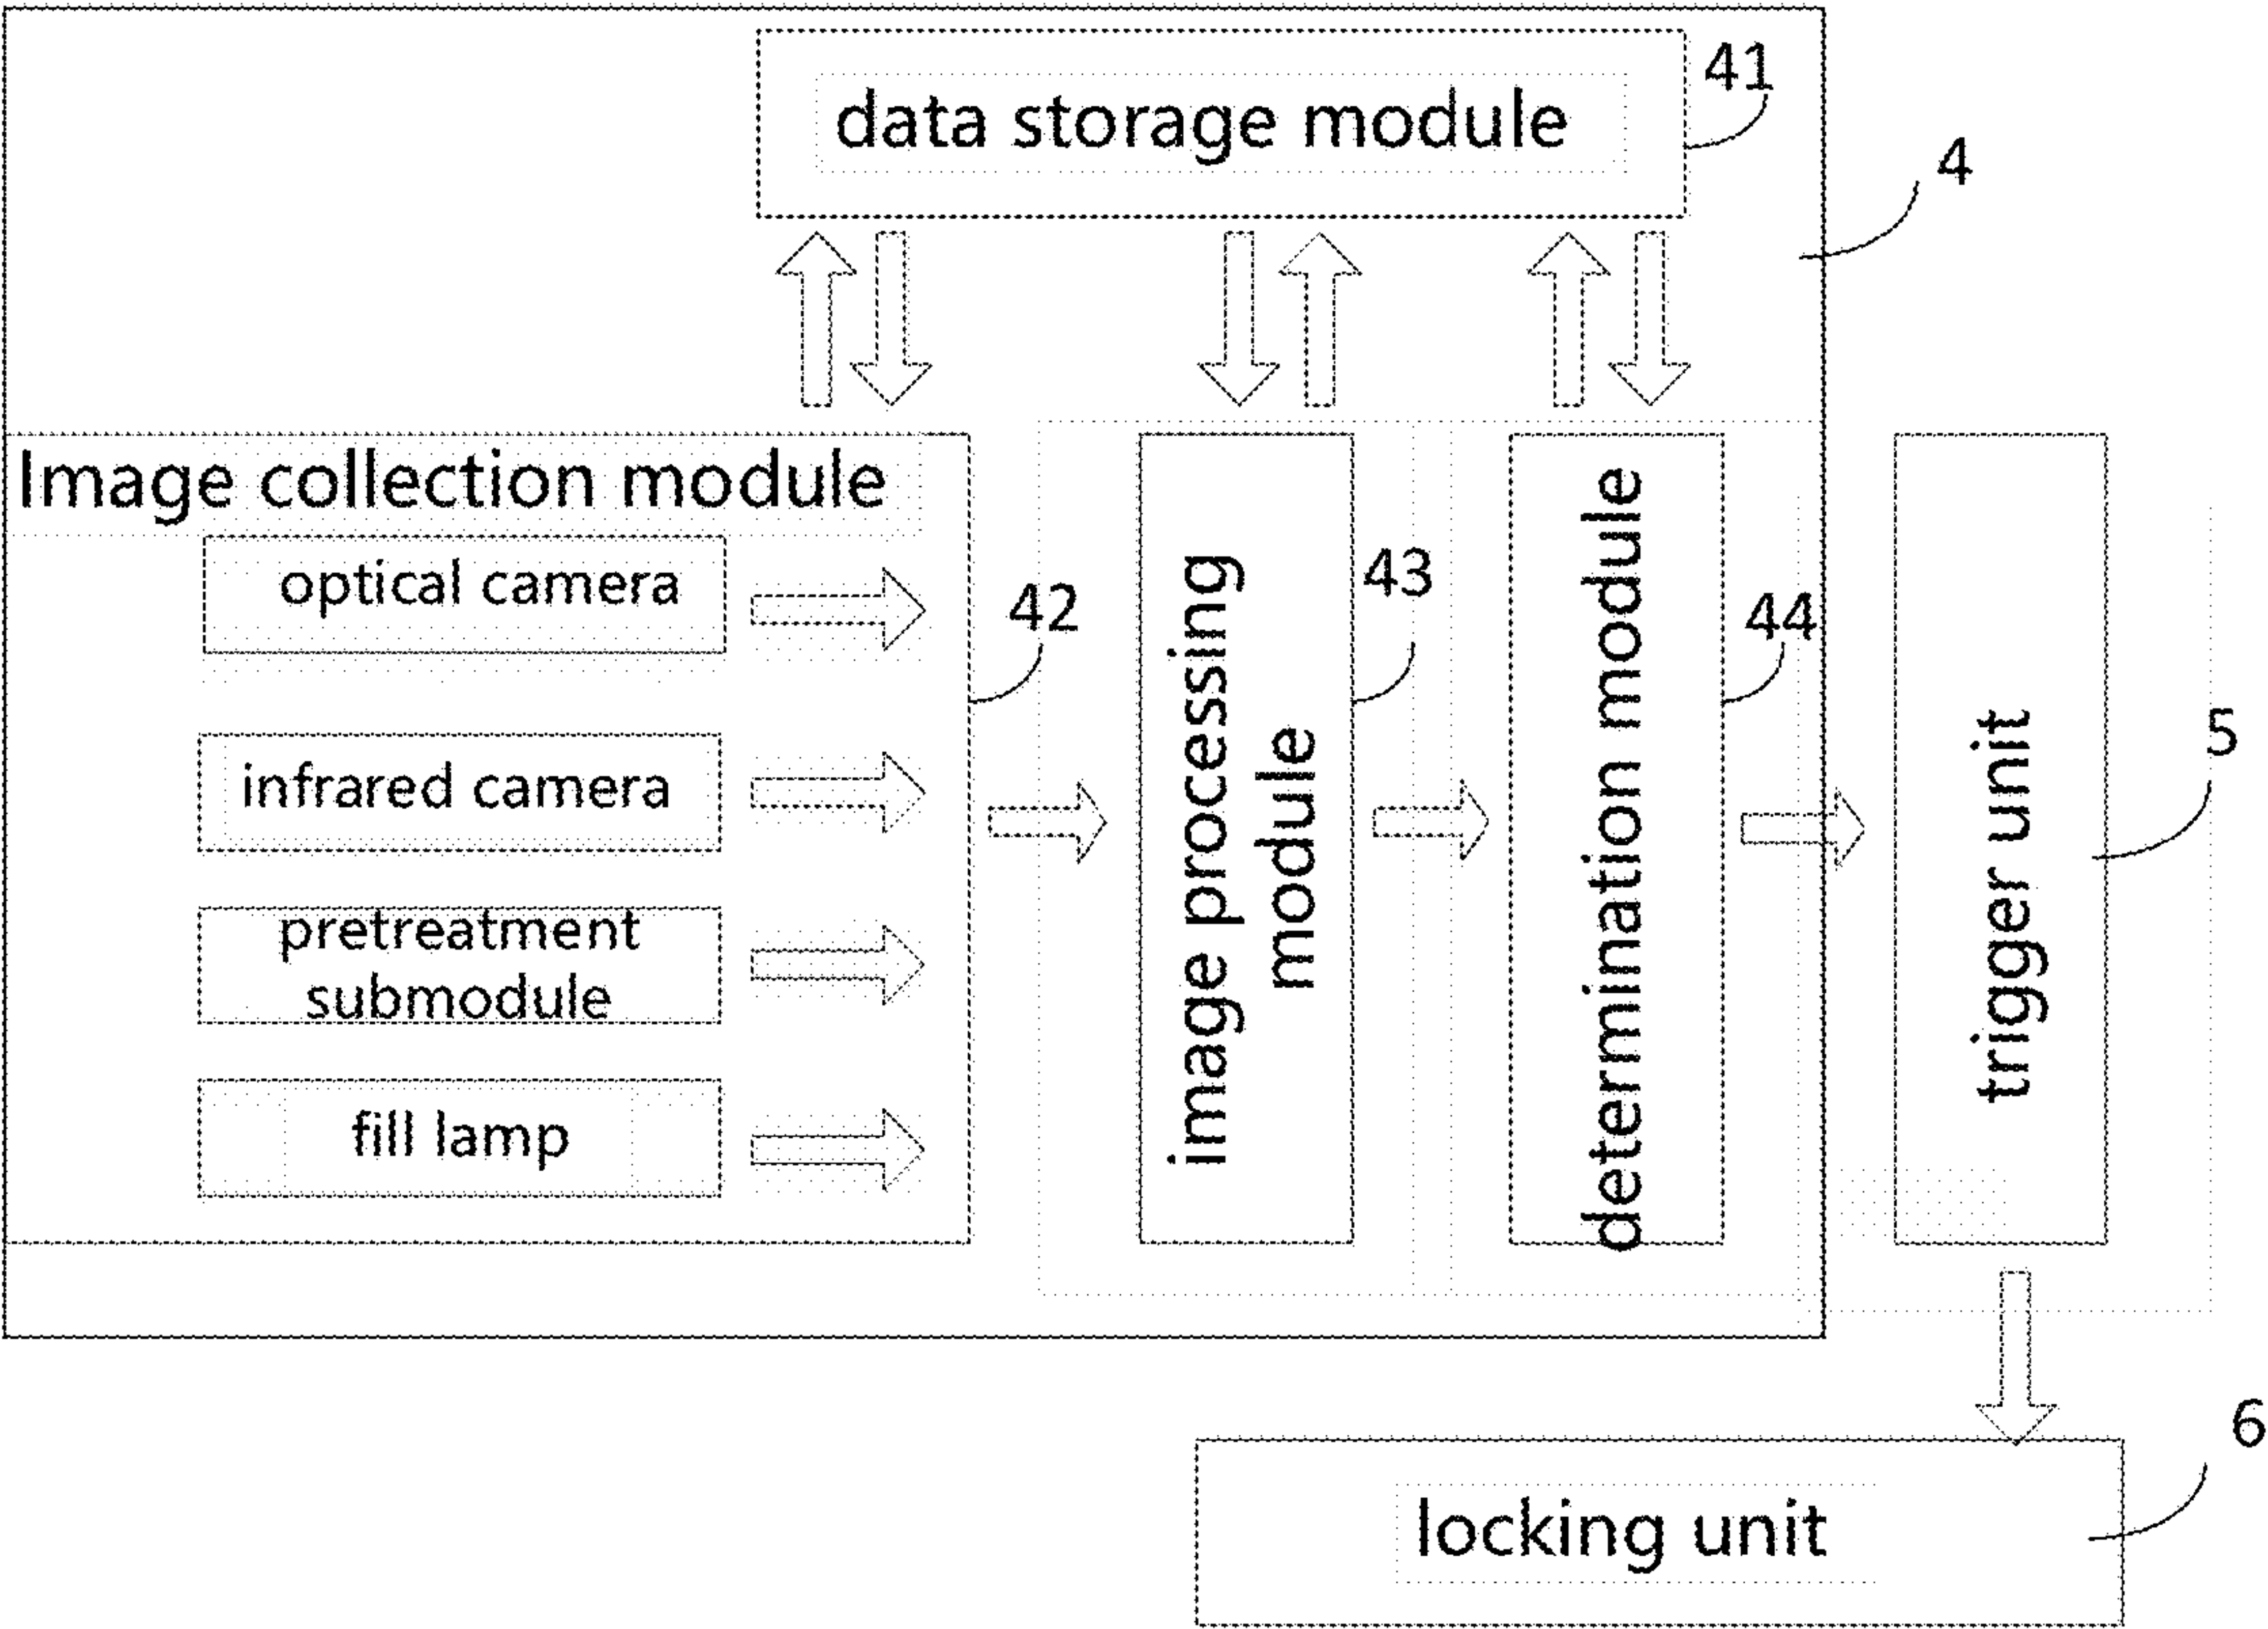 data storage module
41
4
Image collection module
optical camera
infrared camera
pretreatment
submodule
fill lamp
42
image processing
module
43
determination module
44
trigger unit
5
locking unit
6